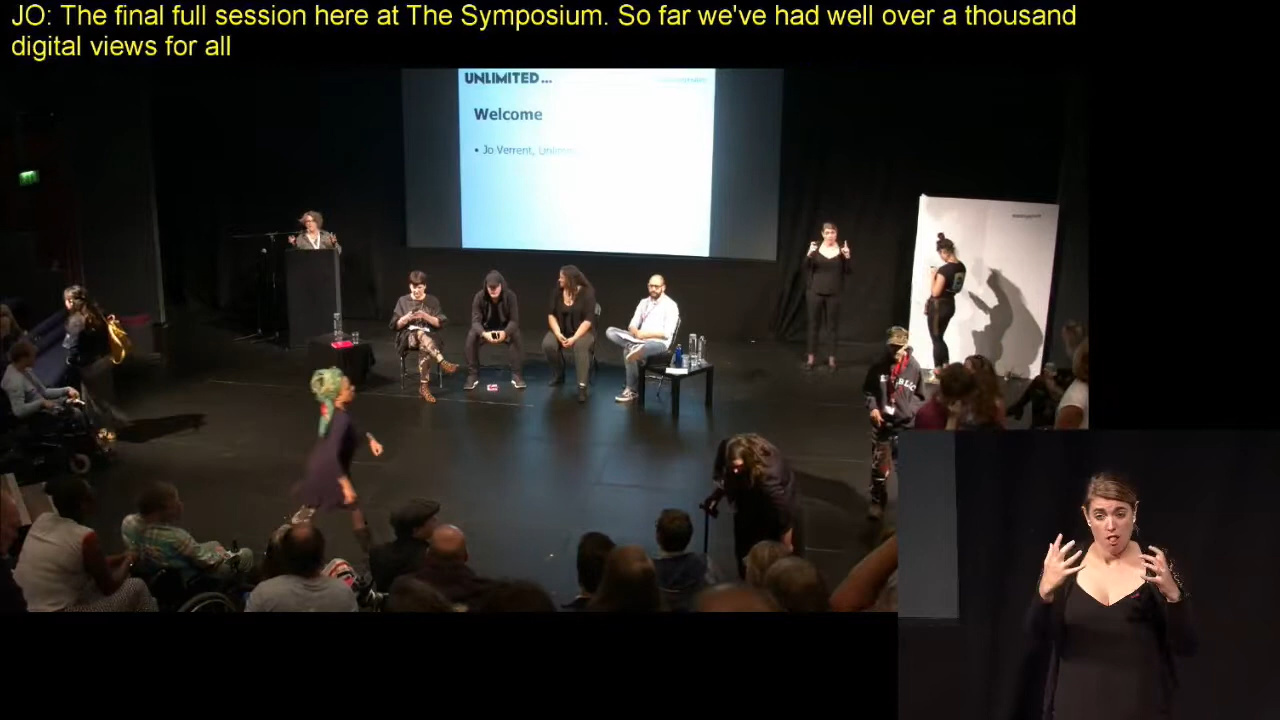 JO: The final full session here at The Symposium. So far we've had well over a thousand
digital views for all
UNLIMITED...
Welcome
• Jo Verrent,